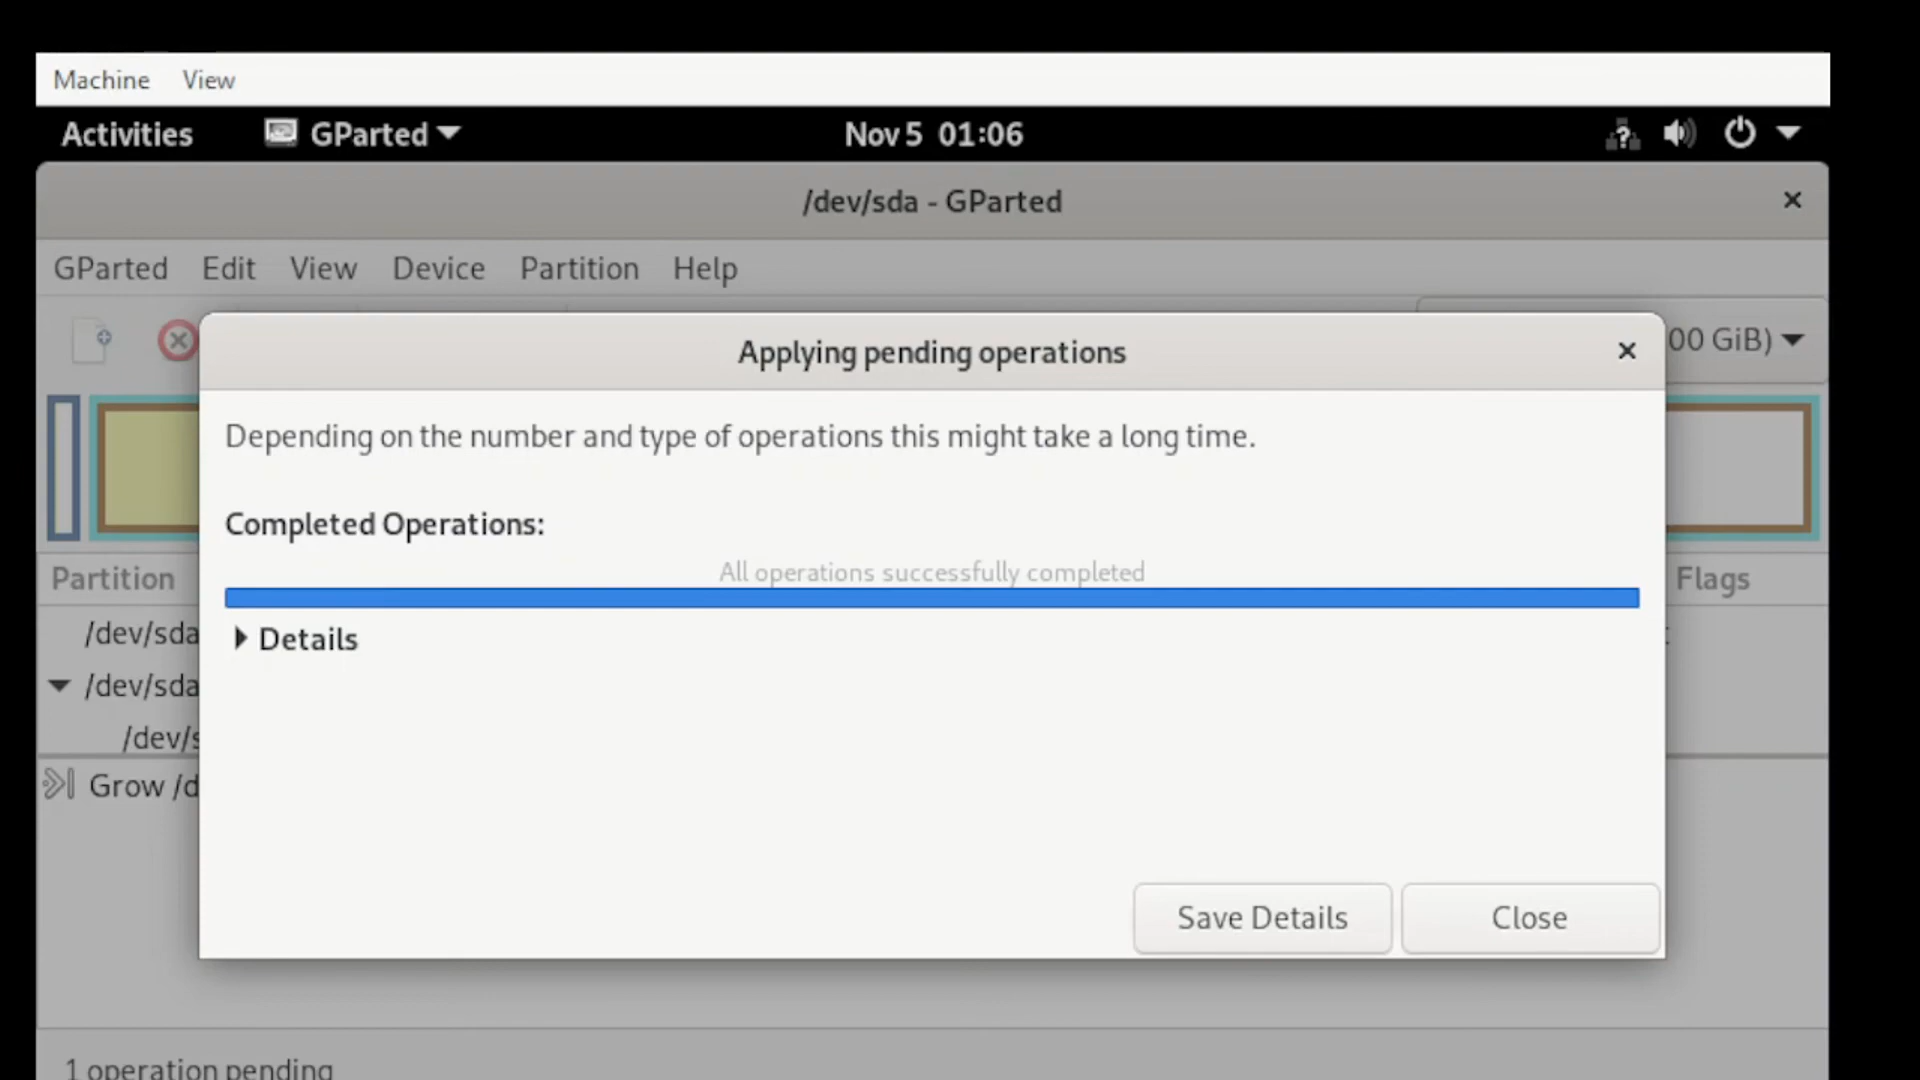 Machine View
Activities GParted Nov 5 01:06
/dev/sda - GParted
GParted Edit View Device Partition Help
00 GiB)
Applying pending operations
Depending on the number and type of operations this might take a long time.
Completed Operations:
All operations successfully completed
Details
Partition Flags
/dev/sda
/dev/sda
/dev/s
Grow /d
Save Details Close
1 operation pending